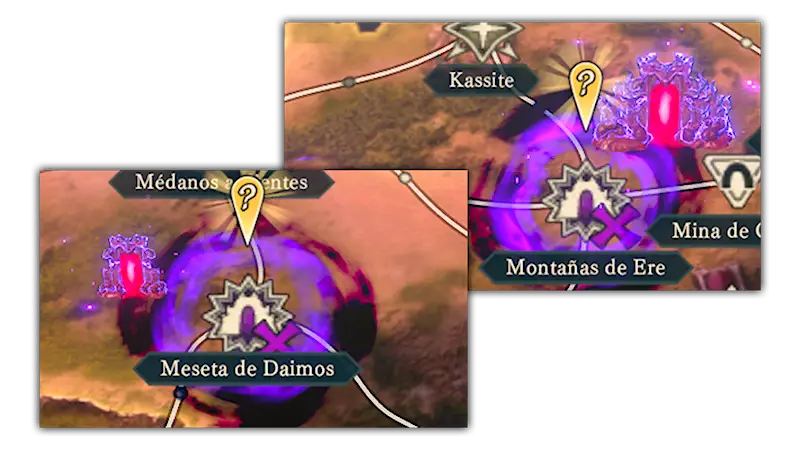 Kassite
Mina de
Montañas de Ere
Médanos
Meseta de Daimos